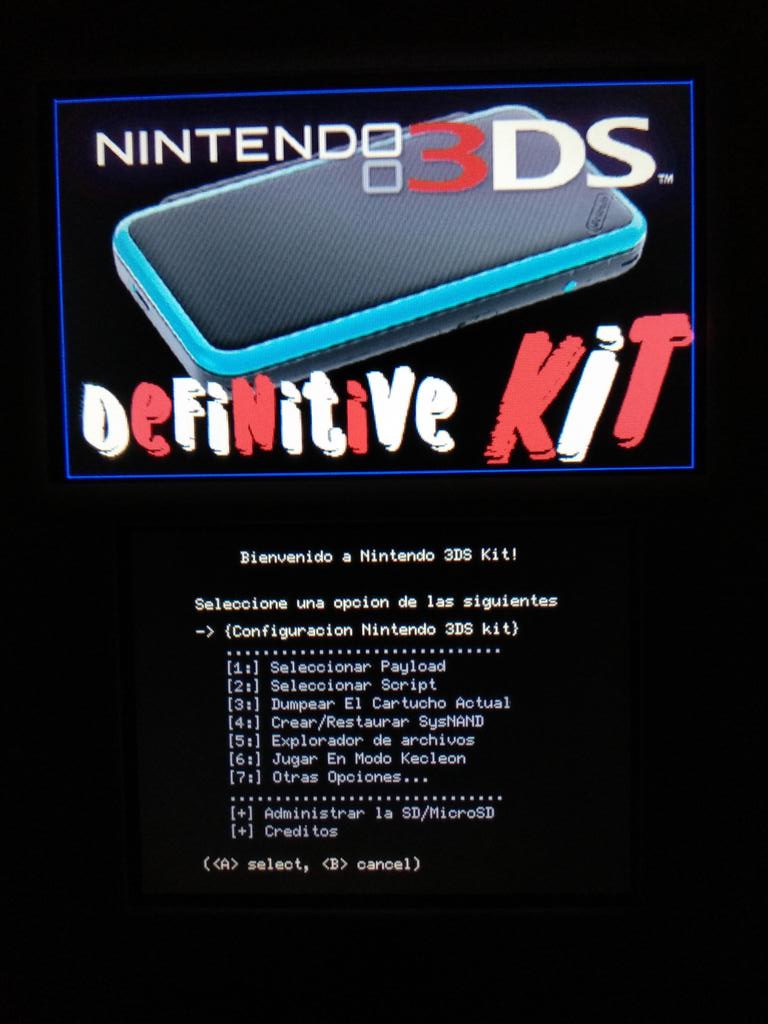 NINTENDO 3DS ™
DEFiNitiVe KiT
Bienvenido a Nintendo 3DS Kit!
Seleccione una opcion de las siguientes
-> {Configuracion Nintendo 3DS kit}
..............................
[1:] Seleccionar Payload
[2:] Seleccionar Script
[3:] Dumpear El Cartucho Actual
[4:] Crear/Restaurar SysNAND
[5:] Explorador de archivos
[6:] Jugar En Modo Kecleon
[7:] Otras Opciones...
..............................
[+] Administrar la SD/MicroSD
[+] Creditos
(<A> select, <B> cancel)